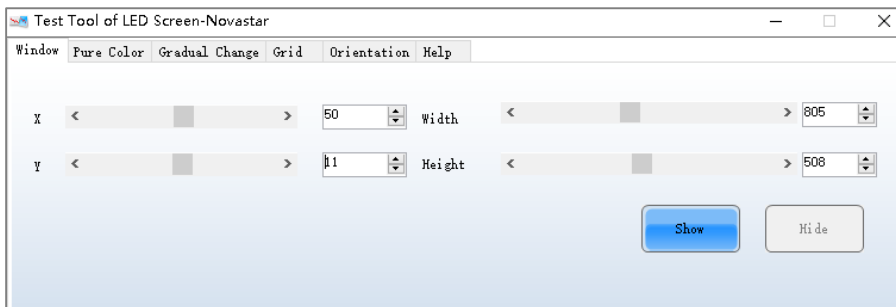 Test Tool of LED Screen-Novastar
Window Pure Color Gradual Change Grid Orientation Help
X 50 Width 805
Y 11 Height 508
Show Hide